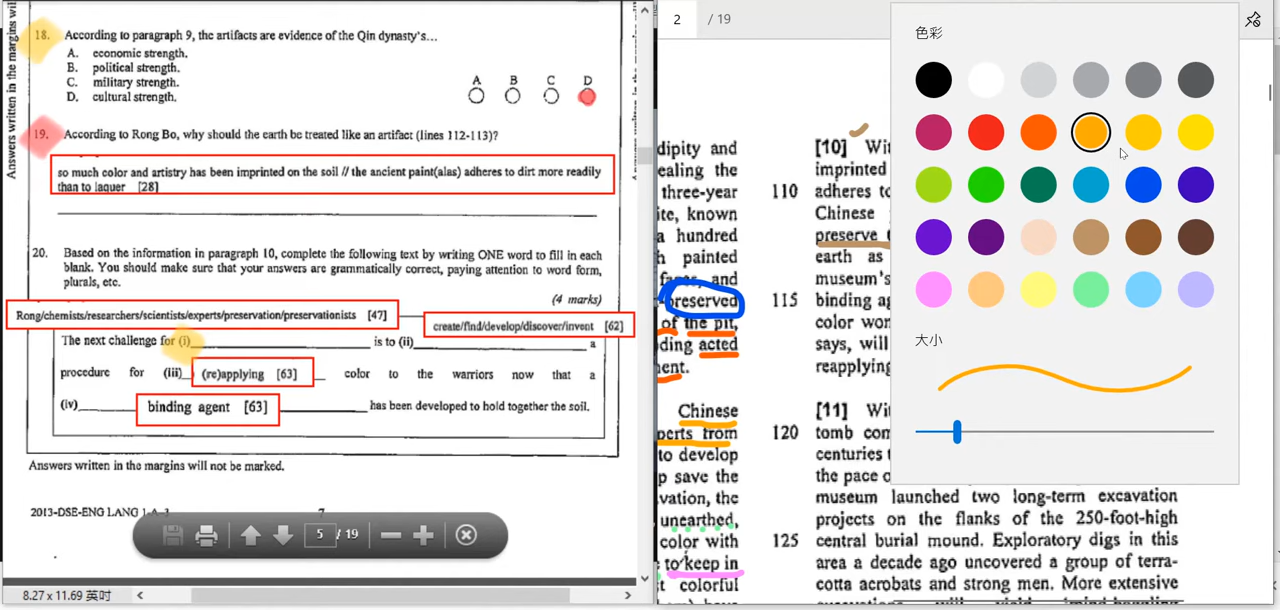 Answers written in the margins will
18. According to paragraph 9, the artifacts are evidence of the Qin dynasty's...
A. economic strength.
B. political strength.
C. military strength.
D. cultural strength.
A B C D
19. According to Rong Bo, why should the earth be treated like an artifact (lines 112-113)?
so much color and artistry has been imprinted on the soil // the ancient paint(alas) adheres to dirt more readily
than to laquer [28]
20. Based on the information in paragraph 10, complete the following text by writing ONE word to fill in each
blank. You should make sure that your answers are grammatically correct, paying attention to word form,
plurals, etc.
(4 marks)
Rong/chemists/researchers/scientists/experts/preservation/preservationists [47]
create/find/develop/discover/invent [62]
The next challenge for (i) is to (ii) a
procedure for (iii) (re)applying [63] color to the warriors now that a
(iv) binding agent [63] has been developed to hold together the soil.
Answers written in the margins will not be marked.
2013-DSE-ENG LANG 1-A-3 7
5 / 19
8.27 x 11.69 英吋
2 / 19
dipity and
ealing the
three-year
ite, known
a hundred
h painted
faces, and
preserved
of the pit,
ding acted
ment.
Chinese
perts from
to develop
p save the
vation, the
unearthed,
color with
to keep in
st colorful
[10] Wit
imprinted
110 adheres to
Chinese
preserve
earth as
museum's
115 binding ag
color won
says, will
reapplying
[11] Wit
120 tomb com
centuries t
the pace o
museum launched two long-term excavation
projects on the flanks of the 250-foot-high
125 central burial mound. Exploratory digs in this
area a decade ago uncovered a group of terra-
cotta acrobats and strong men. More extensive
色彩
大小